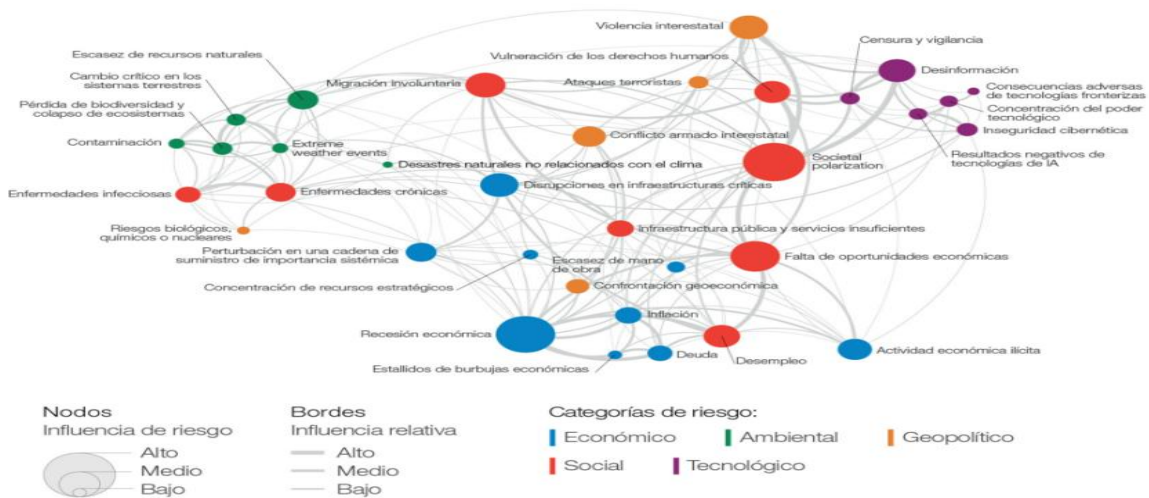 Violencia interestatal
Escasez de recursos naturales
Vulneración de los derechos humanos
Censura y vigilancia
Cambio crítico en los
sistemas terrestres
Migración involuntaria
Ataques terroristas
Desinformación
Pérdida de biodiversidad y
colapso de ecosistemas
Consecuencias adversas
de tecnologías fronterizas
Concentración del poder
tecnológico
Inseguridad cibernética
Contaminación
Extreme
weather events
Conflicto armado interestatal
Desastres naturales no relacionados con el clima
Societal
polarization
Resultados negativos de
tecnologías de IA
Enfermedades infecciosas
Enfermedades crónicas
Disrupciones en infraestructuras críticas
Riesgos biológicos,
químicos o nucleares
Infraestructura pública y servicios insuficientes
Perturbación en una cadena de
suministro de importancia sistémica
Escasez de mano
de obra
Falta de oportunidades económicas
Concentración de recursos estratégicos
Confrontación geoeconómica
Recesión económica
Inflación
Deuda
Desempleo
Actividad económica ilícita
Estallidos de burbujas económicas
Nodos
Influencia de riesgo
Alto
Medio
Bajo
Bordes
Influencia relativa
Alto
Medio
Bajo
Categorías de riesgo:
Económico
Ambiental
Geopolítico
Social
Tecnológico